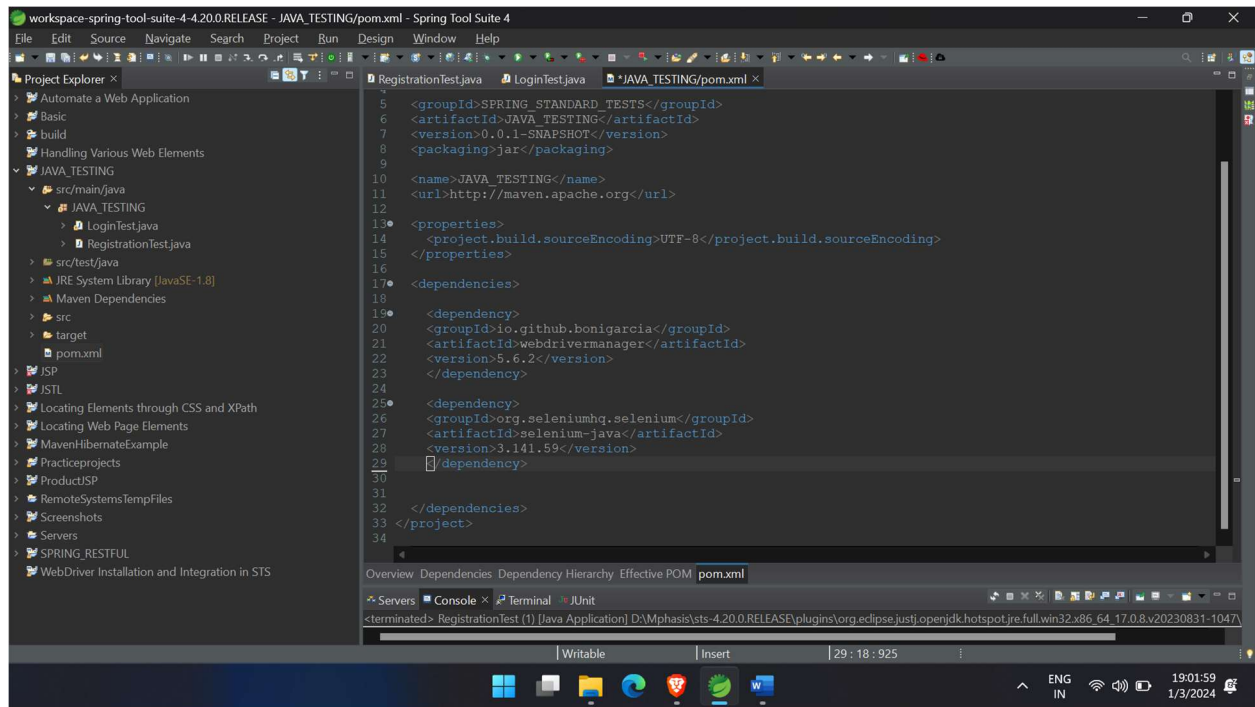 workspace-spring-tool-suite-4-4.20.0.RELEASE - JAVA_TESTING/pom.xml - Spring Tool Suite 4
File Edit Source Navigate Search Project Run Design Window Help
Project Explorer ×
Automate a Web Application
Basic
build
Handling Various Web Elements
JAVA_TESTING
src/main/java
JAVA_TESTING
LoginTest.java
RegistrationTest.java
src/test/java
JRE System Library [JavaSE-1.8]
Maven Dependencies
src
target
pom.xml
JSP
JSTL
Locating Elements through CSS and XPath
Locating Web Page Elements
MavenHibernateExample
Practiceprojects
ProductJSP
RemoteSystemsTempFiles
Screenshots
Servers
SPRING_RESTFUL
WebDriver Installation and Integration in STS
RegistrationTest.java LoginTest.java *JAVA_TESTING/pom.xml ×
4
5 <groupId>SPRING_STANDARD_TESTS</groupId>
6 <artifactId>JAVA_TESTING</artifactId>
7 <version>0.0.1-SNAPSHOT</version>
8 <packaging>jar</packaging>
9
10 <name>JAVA_TESTING</name>
11 <url>http://maven.apache.org</url>
12
13 <properties>
14 <project.build.sourceEncoding>UTF-8</project.build.sourceEncoding>
15 </properties>
16
17 <dependencies>
18
19 <dependency>
20 <groupId>io.github.bonigarcia</groupId>
21 <artifactId>webdrivermanager</artifactId>
22 <version>5.6.2</version>
23 </dependency>
24
25 <dependency>
26 <groupId>org.seleniumhq.selenium</groupId>
27 <artifactId>selenium-java</artifactId>
28 <version>3.141.59</version>
29 </dependency>
30
31
32 </dependencies>
33 </project>
34
Overview Dependencies Dependency Hierarchy Effective POM pom.xml
Servers Console × Terminal JUnit
<terminated> RegistrationTest (1) [Java Application] D:\Mphasis\sts-4.20.0.RELEASE\plugins\org.eclipse.justj.openjdk.hotspot.jre.full.win32.x86_64_17.0.8.v20230831-1047\
Writable Insert 29 : 18 : 925
ENG
IN
19:01:59
1/3/2024